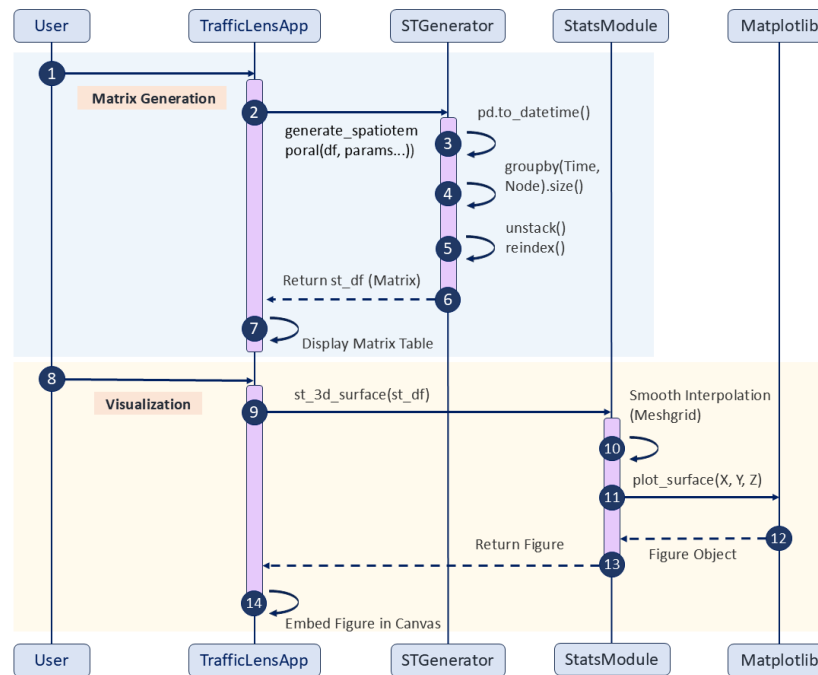 User
TrafficLensApp
STGenerator
StatsModule
Matplotlib
1
Matrix Generation
2
generate_spatiotem
poral(df, params...))
pd.to_datetime()
3
groupby(Time,
Node).size()
4
unstack()
reindex()
5
Return st_df (Matrix)
6
7
Display Matrix Table
8
Visualization
9
st_3d_surface(st_df)
Smooth Interpolation
(Meshgrid)
10
plot_surface(X, Y, Z)
11
12
Figure Object
Return Figure
13
14
Embed Figure in Canvas
User
TrafficLensApp
STGenerator
StatsModule
Matplotlib